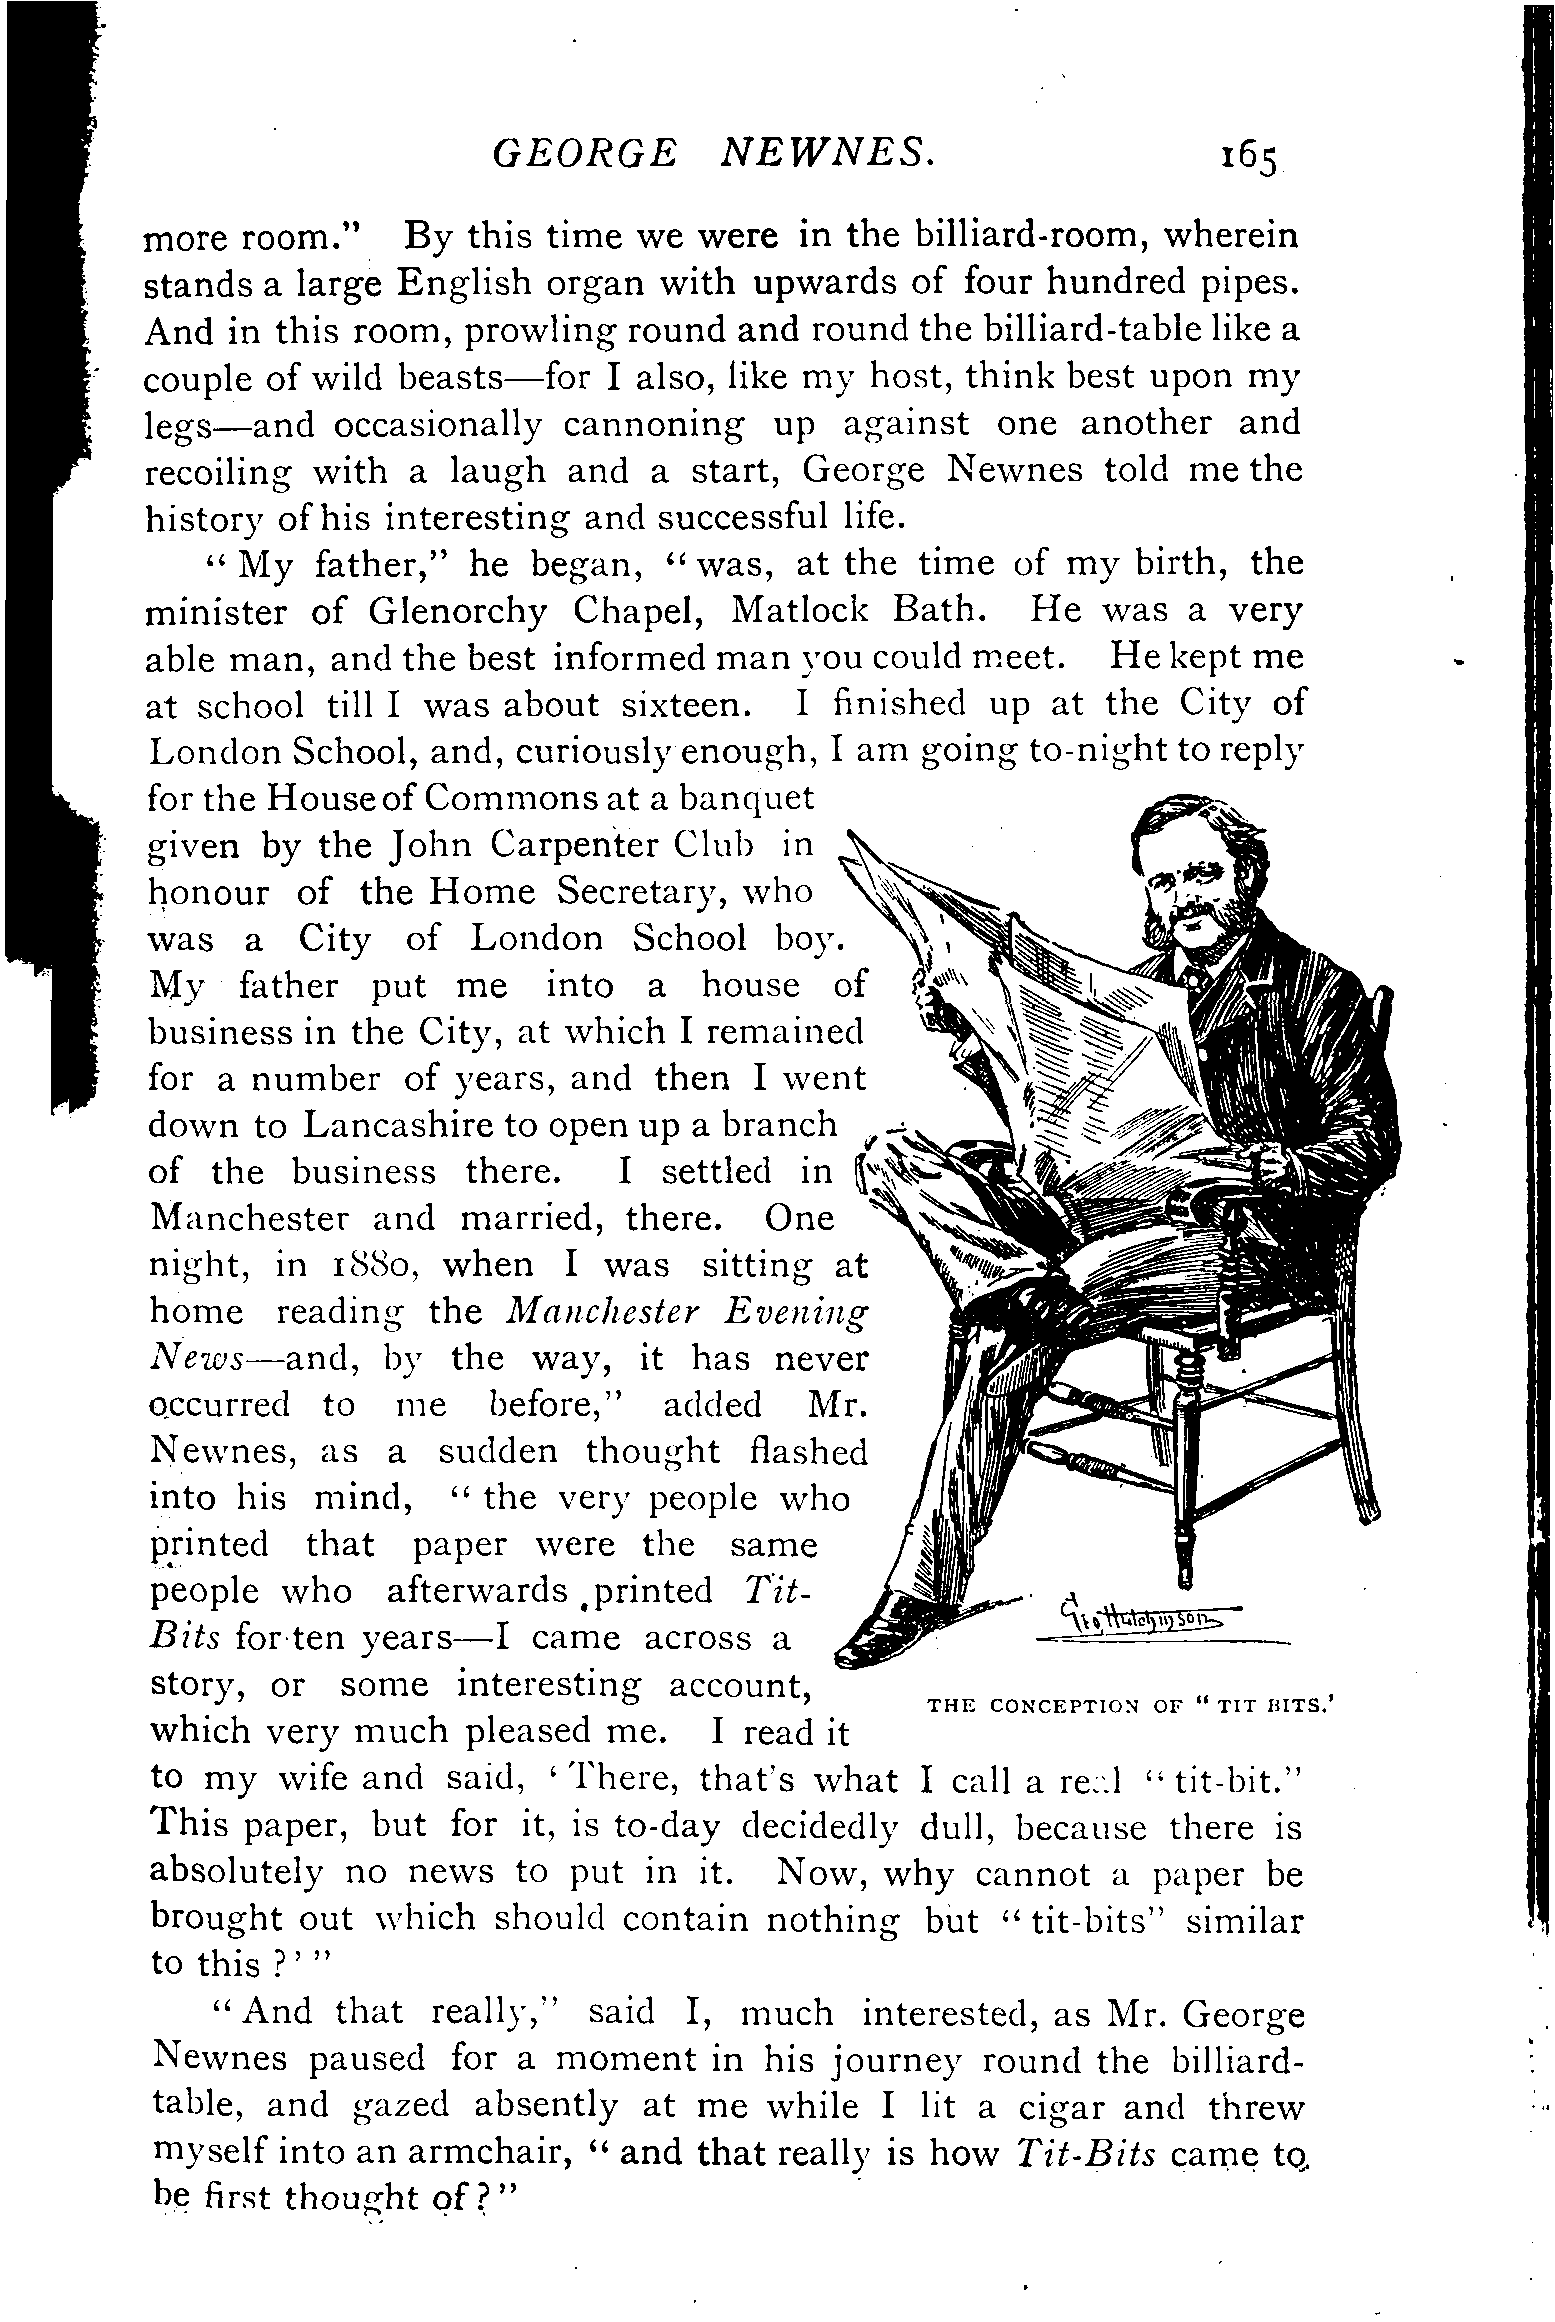 GEORGE NEWNES. 165
more room." By this time we were in the billiard-room, wherein
stands a large English organ with upwards of four hundred pipes.
And in this room, prowling round and round the billiard-table like a
couple of wild beasts—for I also, like my host, think best upon my
legs—and occasionally cannoning up against one another and
recoiling with a laugh and a start, George Newnes told me the
history of his interesting and successful life.
"My father," he began, "was, at the time of my birth, the
minister of Glenorchy Chapel, Matlock Bath. He was a very
able man, and the best informed man you could meet. He kept me
at school till I was about sixteen. I finished up at the City of
London School, and, curiously enough, I am going to-night to reply
for the House of Commons at a banquet
given by the John Carpenter Club in
honour of the Home Secretary, who
was a City of London School boy.
My father put me into a house of
business in the City, at which I remained
for a number of years, and then I went
down to Lancashire to open up a branch
of the business there. I settled in
Manchester and married, there. One
night, in 1880, when I was sitting at
home reading the Manchester Evening
News—and, by the way, it has never
occurred to me before," added Mr.
Newnes, as a sudden thought flashed
into his mind, "the very people who
printed that paper were the same
people who afterwards printed Tit-
Bits for ten years—I came across a
story, or some interesting account,
which very much pleased me. I read it
to my wife and said, 'There, that's what I call a real "tit-bit."
This paper, but for it, is to-day decidedly dull, because there is
absolutely no news to put in it. Now, why cannot a paper be
brought out which should contain nothing but "tit-bits" similar
to this?'"
"And that really," said I, much interested, as Mr. George
Newnes paused for a moment in his journey round the billiard-
table, and gazed absently at me while I lit a cigar and threw
myself into an armchair, "and that really is how Tit-Bits came to
be first thought of?"
Geo Hutchinson
THE CONCEPTION OF "TIT BITS.'